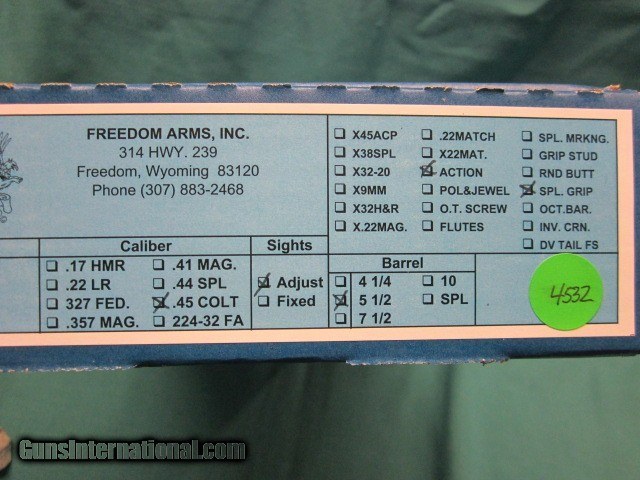 FREEDOM ARMS, INC.
314 HWY. 239
Freedom, Wyoming 83120
Phone (307) 883-2468
X45ACP
X38SPL
X32-20
X9MM
X32H&R
X.22MAG.
.22MATCH
X22MAT.
ACTION
POL&JEWEL
O.T. SCREW
FLUTES
SPL. MRKNG.
GRIP STUD
RND BUTT
SPL. GRIP
OCT.BAR.
INV. CRN.
DV TAIL FS
Caliber
.17 HMR
.22 LR
327 FED.
.357 MAG.
.41 MAG.
.44 SPL
.45 COLT
224-32 FA
Sights
Adjust
Fixed
Barrel
4 1/4
5 1/2
7 1/2
10
SPL
4532
GunsInternational.com